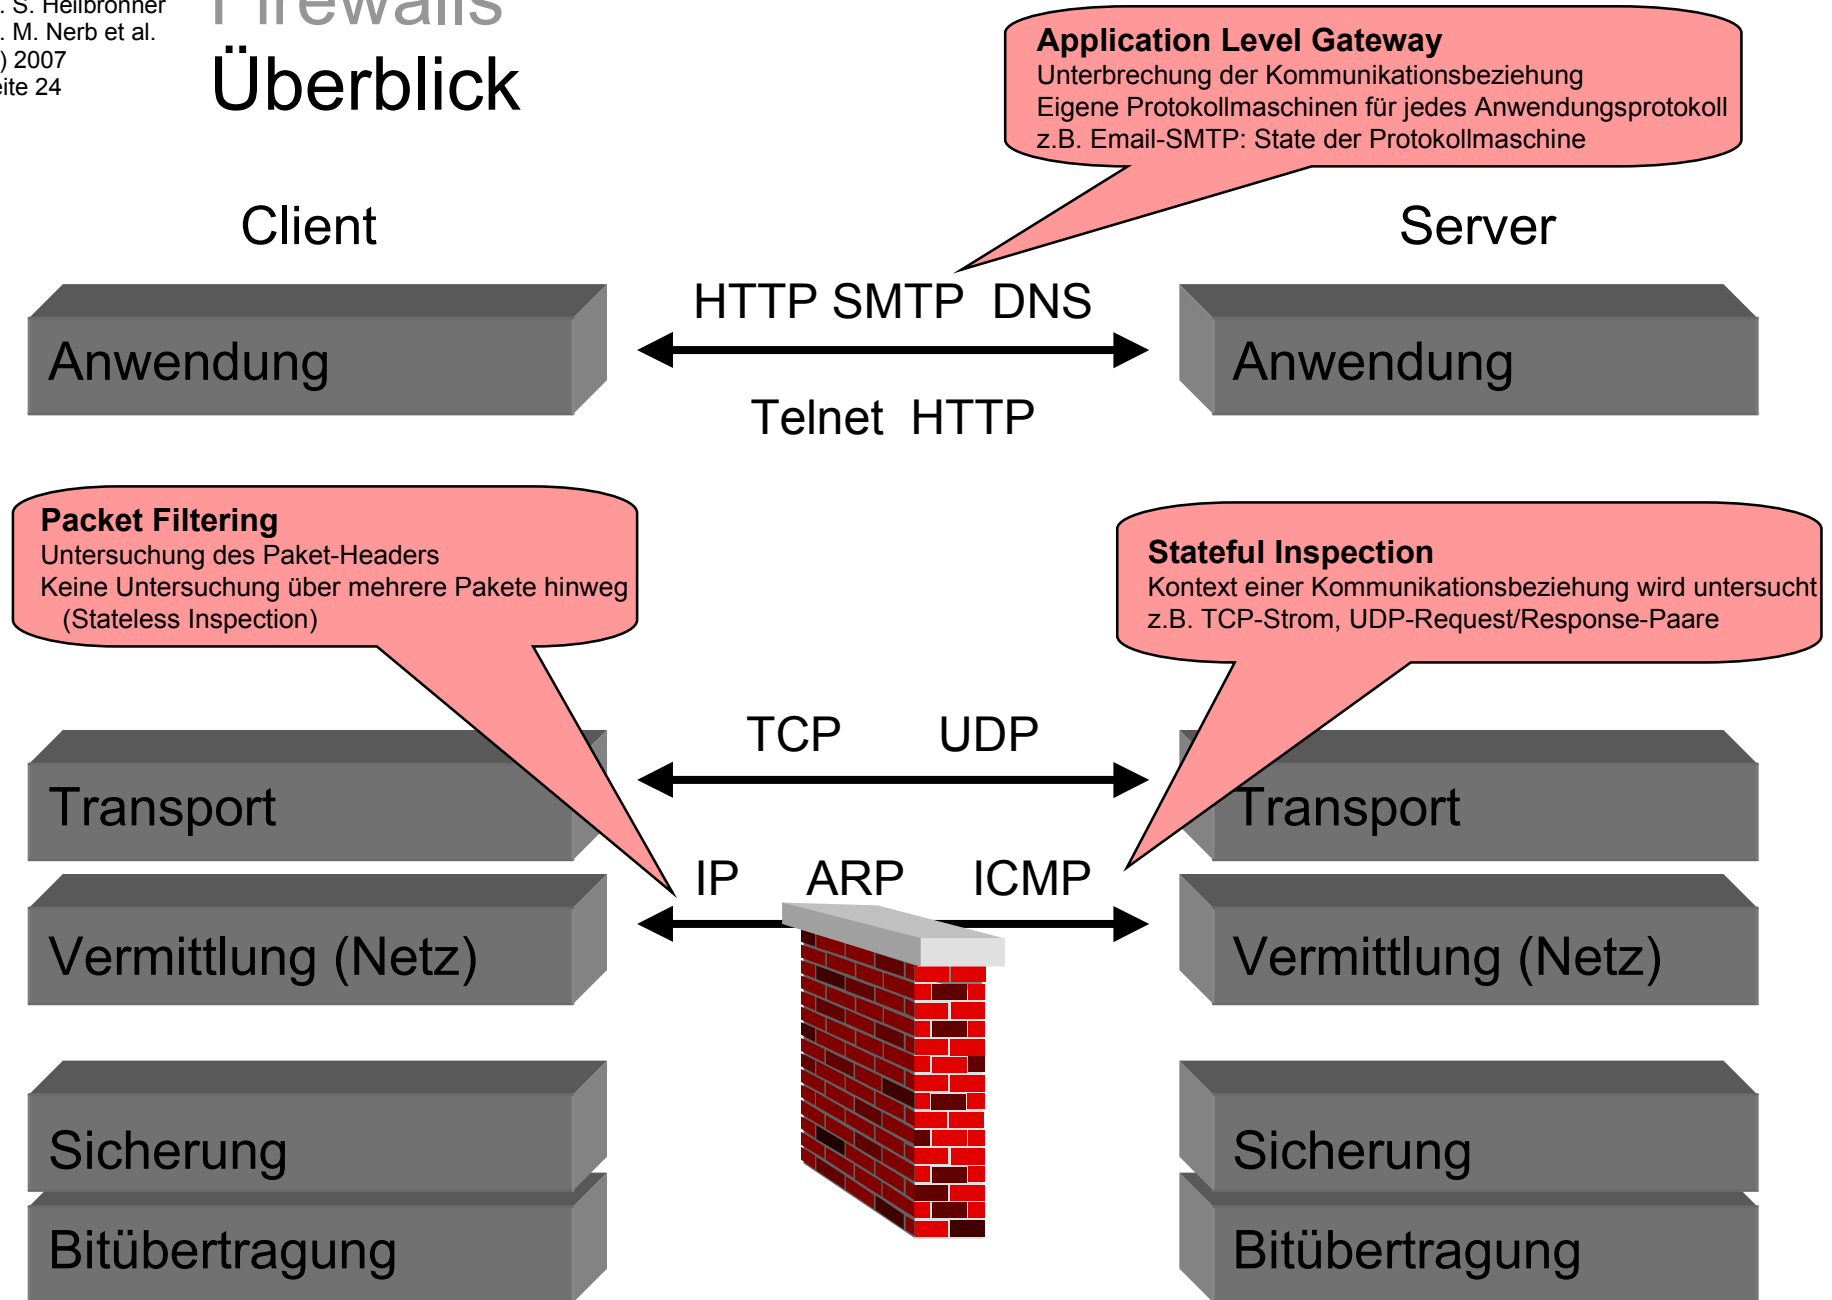 . S. Heilbronner
. M. Nerb et al.
) 2007
eite 24
Firewalls
Überblick
Application Level Gateway
Unterbrechung der Kommunikationsbeziehung
Eigene Protokollmaschinen für jedes Anwendungsprotokoll
z.B. Email-SMTP: State der Protokollmaschine
Client
Server
HTTP SMTP DNS
Anwendung
Anwendung
Telnet HTTP
Packet Filtering
Untersuchung des Paket-Headers
Keine Untersuchung über mehrere Pakete hinweg
(Stateless Inspection)
Stateful Inspection
Kontext einer Kommunikationsbeziehung wird untersucht
z.B. TCP-Strom, UDP-Request/Response-Paare
TCP UDP
Transport
Transport
IP ARP ICMP
Vermittlung (Netz)
Vermittlung (Netz)
Sicherung
Sicherung
Bitübertragung
Bitübertragung